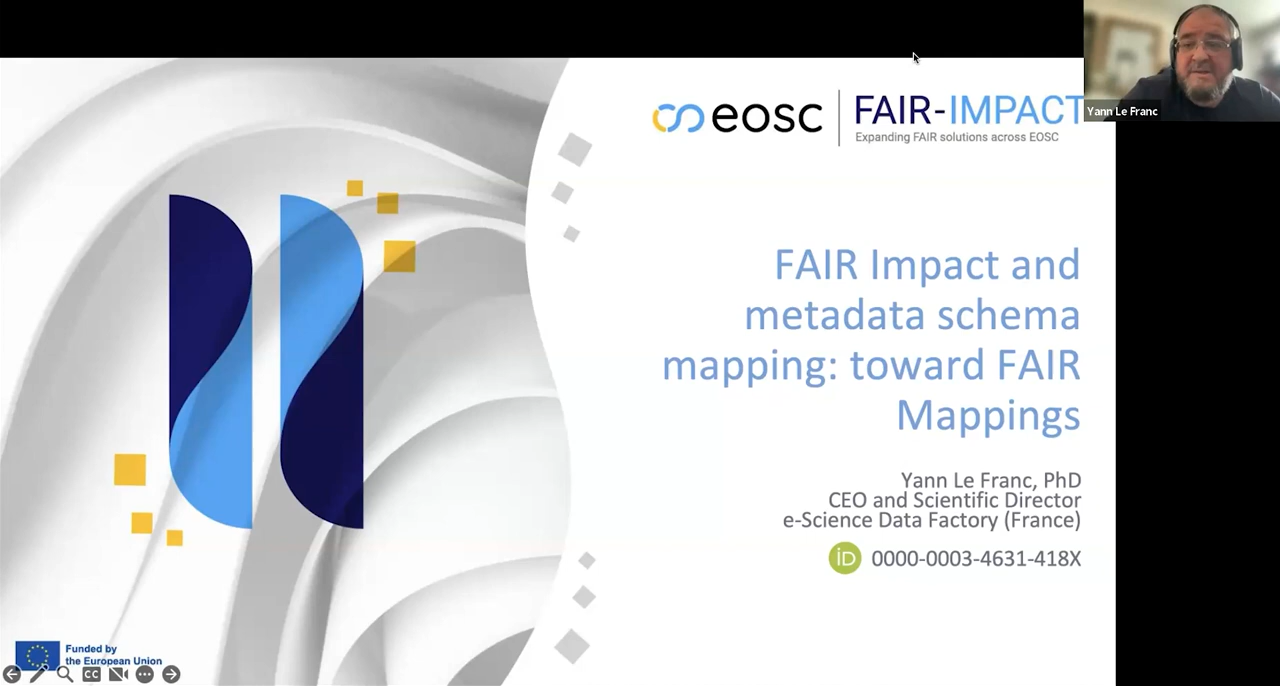 eosc
FAIR-IMPACT
Expanding FAIR solutions across EOSC
Yann Le Franc
FAIR Impact and
metadata schema
mapping: toward FAIR
Mappings
Yann Le Franc, PhD
CEO and Scientific Director
e-Science Data Factory (France)
iD 0000-0003-4631-418X
Funded by
the European Union
CC